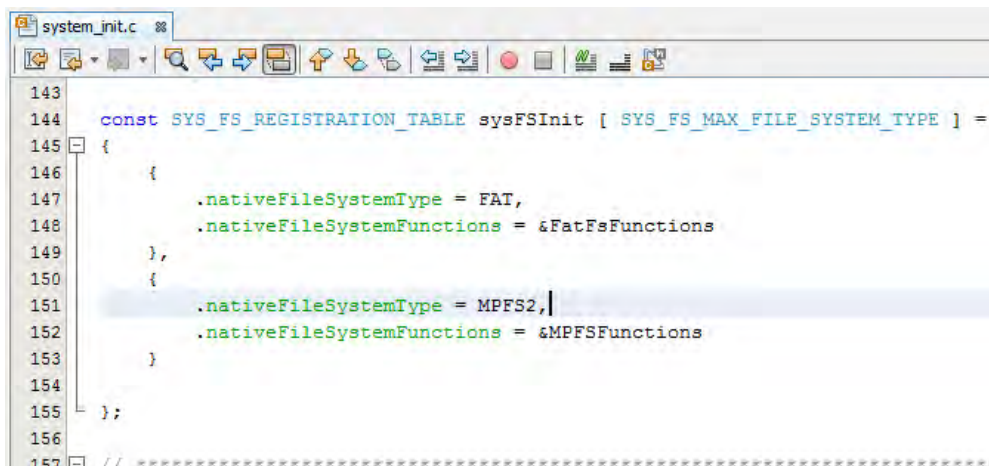 system_init.c
143
144 const SYS_FS_REGISTRATION_TABLE sysFSInit [ SYS_FS_MAX_FILE_SYSTEM_TYPE ] =
145 {
146 {
147 .nativeFileSystemType = FAT,
148 .nativeFileSystemFunctions = &FatFsFunctions
149 },
150 {
151 .nativeFileSystemType = MPFS2,
152 .nativeFileSystemFunctions = &MPFSFunctions
153 }
154
155 };
156
157 //